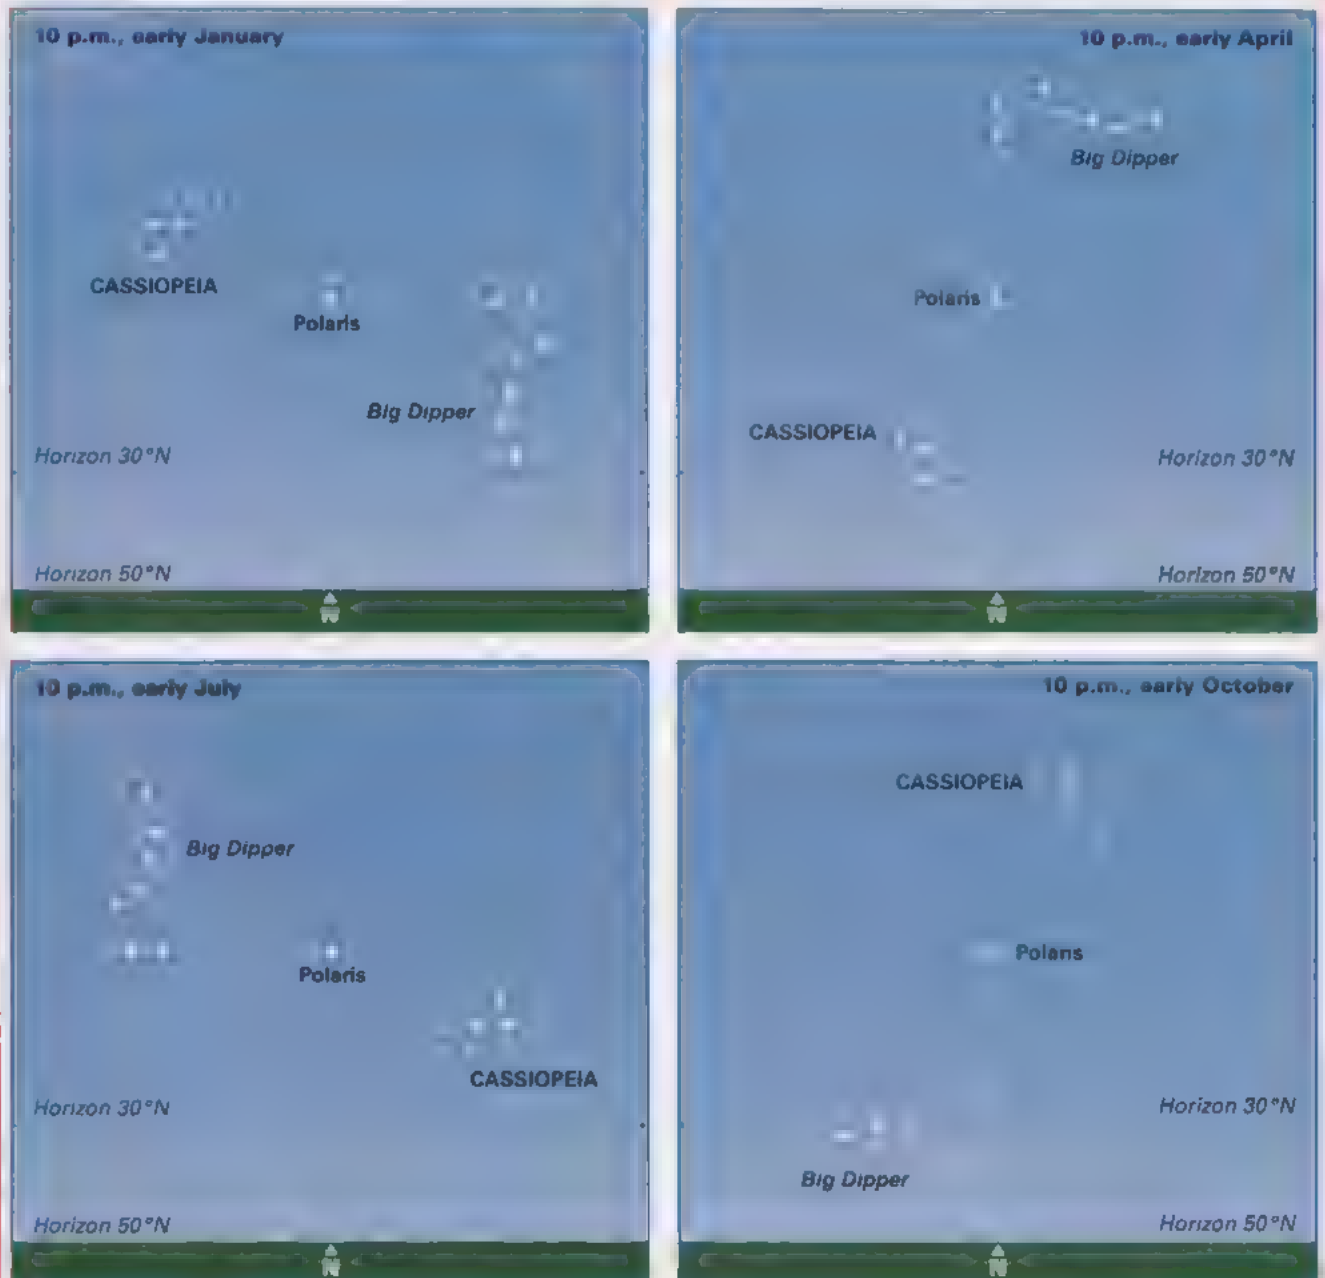 10 p.m., early January
CASSIOPEIA
Polaris
Big Dipper
Horizon 30°N
Horizon 50°N
N
10 p.m., early April
Big Dipper
Polaris
CASSIOPEIA
Horizon 30°N
Horizon 50°N
N
10 p.m., early July
Big Dipper
Polaris
CASSIOPEIA
Horizon 30°N
Horizon 50°N
N
10 p.m., early October
CASSIOPEIA
Polaris
Big Dipper
Horizon 30°N
Horizon 50°N
N